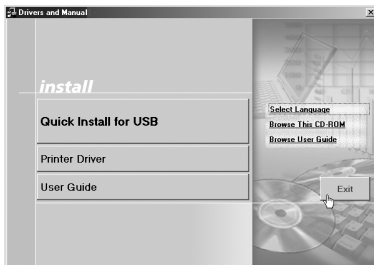 Drivers and Manual
install
Quick Install for USB
Printer Driver
User Guide
Select Language
Browse This CD-ROM
Browse User Guide
Exit